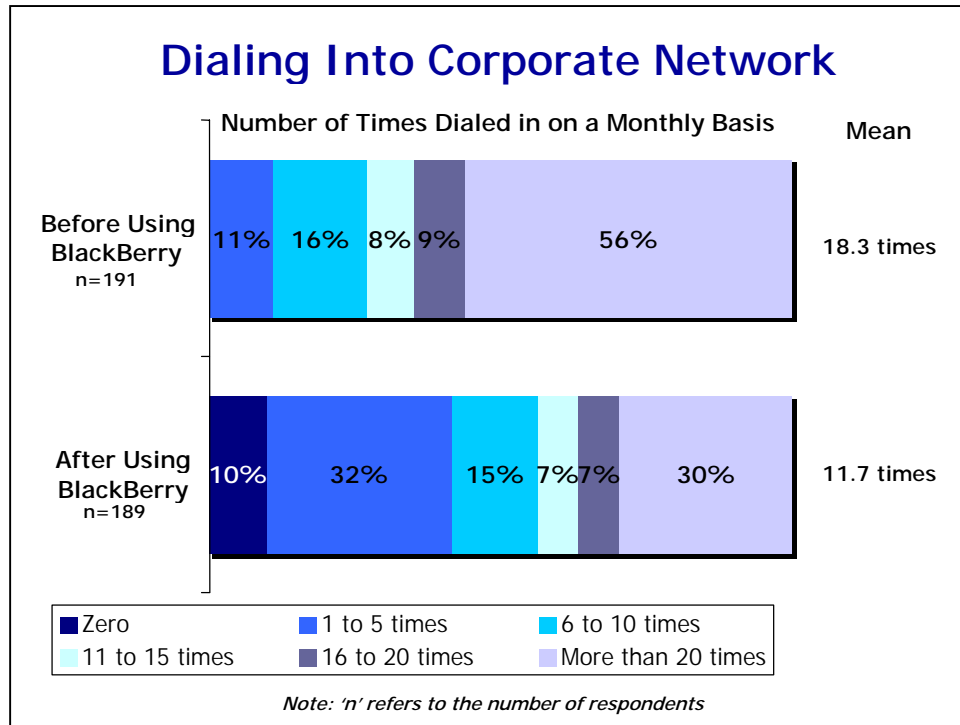 Dialing Into Corporate Network
Number of Times Dialed in on a Monthly Basis
Mean
Before Using
BlackBerry
n=191
11% 16% 8% 9% 56%
18.3 times
After Using
BlackBerry
n=189
10% 32% 15% 7% 7% 30%
11.7 times
Zero 1 to 5 times 6 to 10 times
11 to 15 times 16 to 20 times More than 20 times
Note: ‘n’ refers to the number of respondents